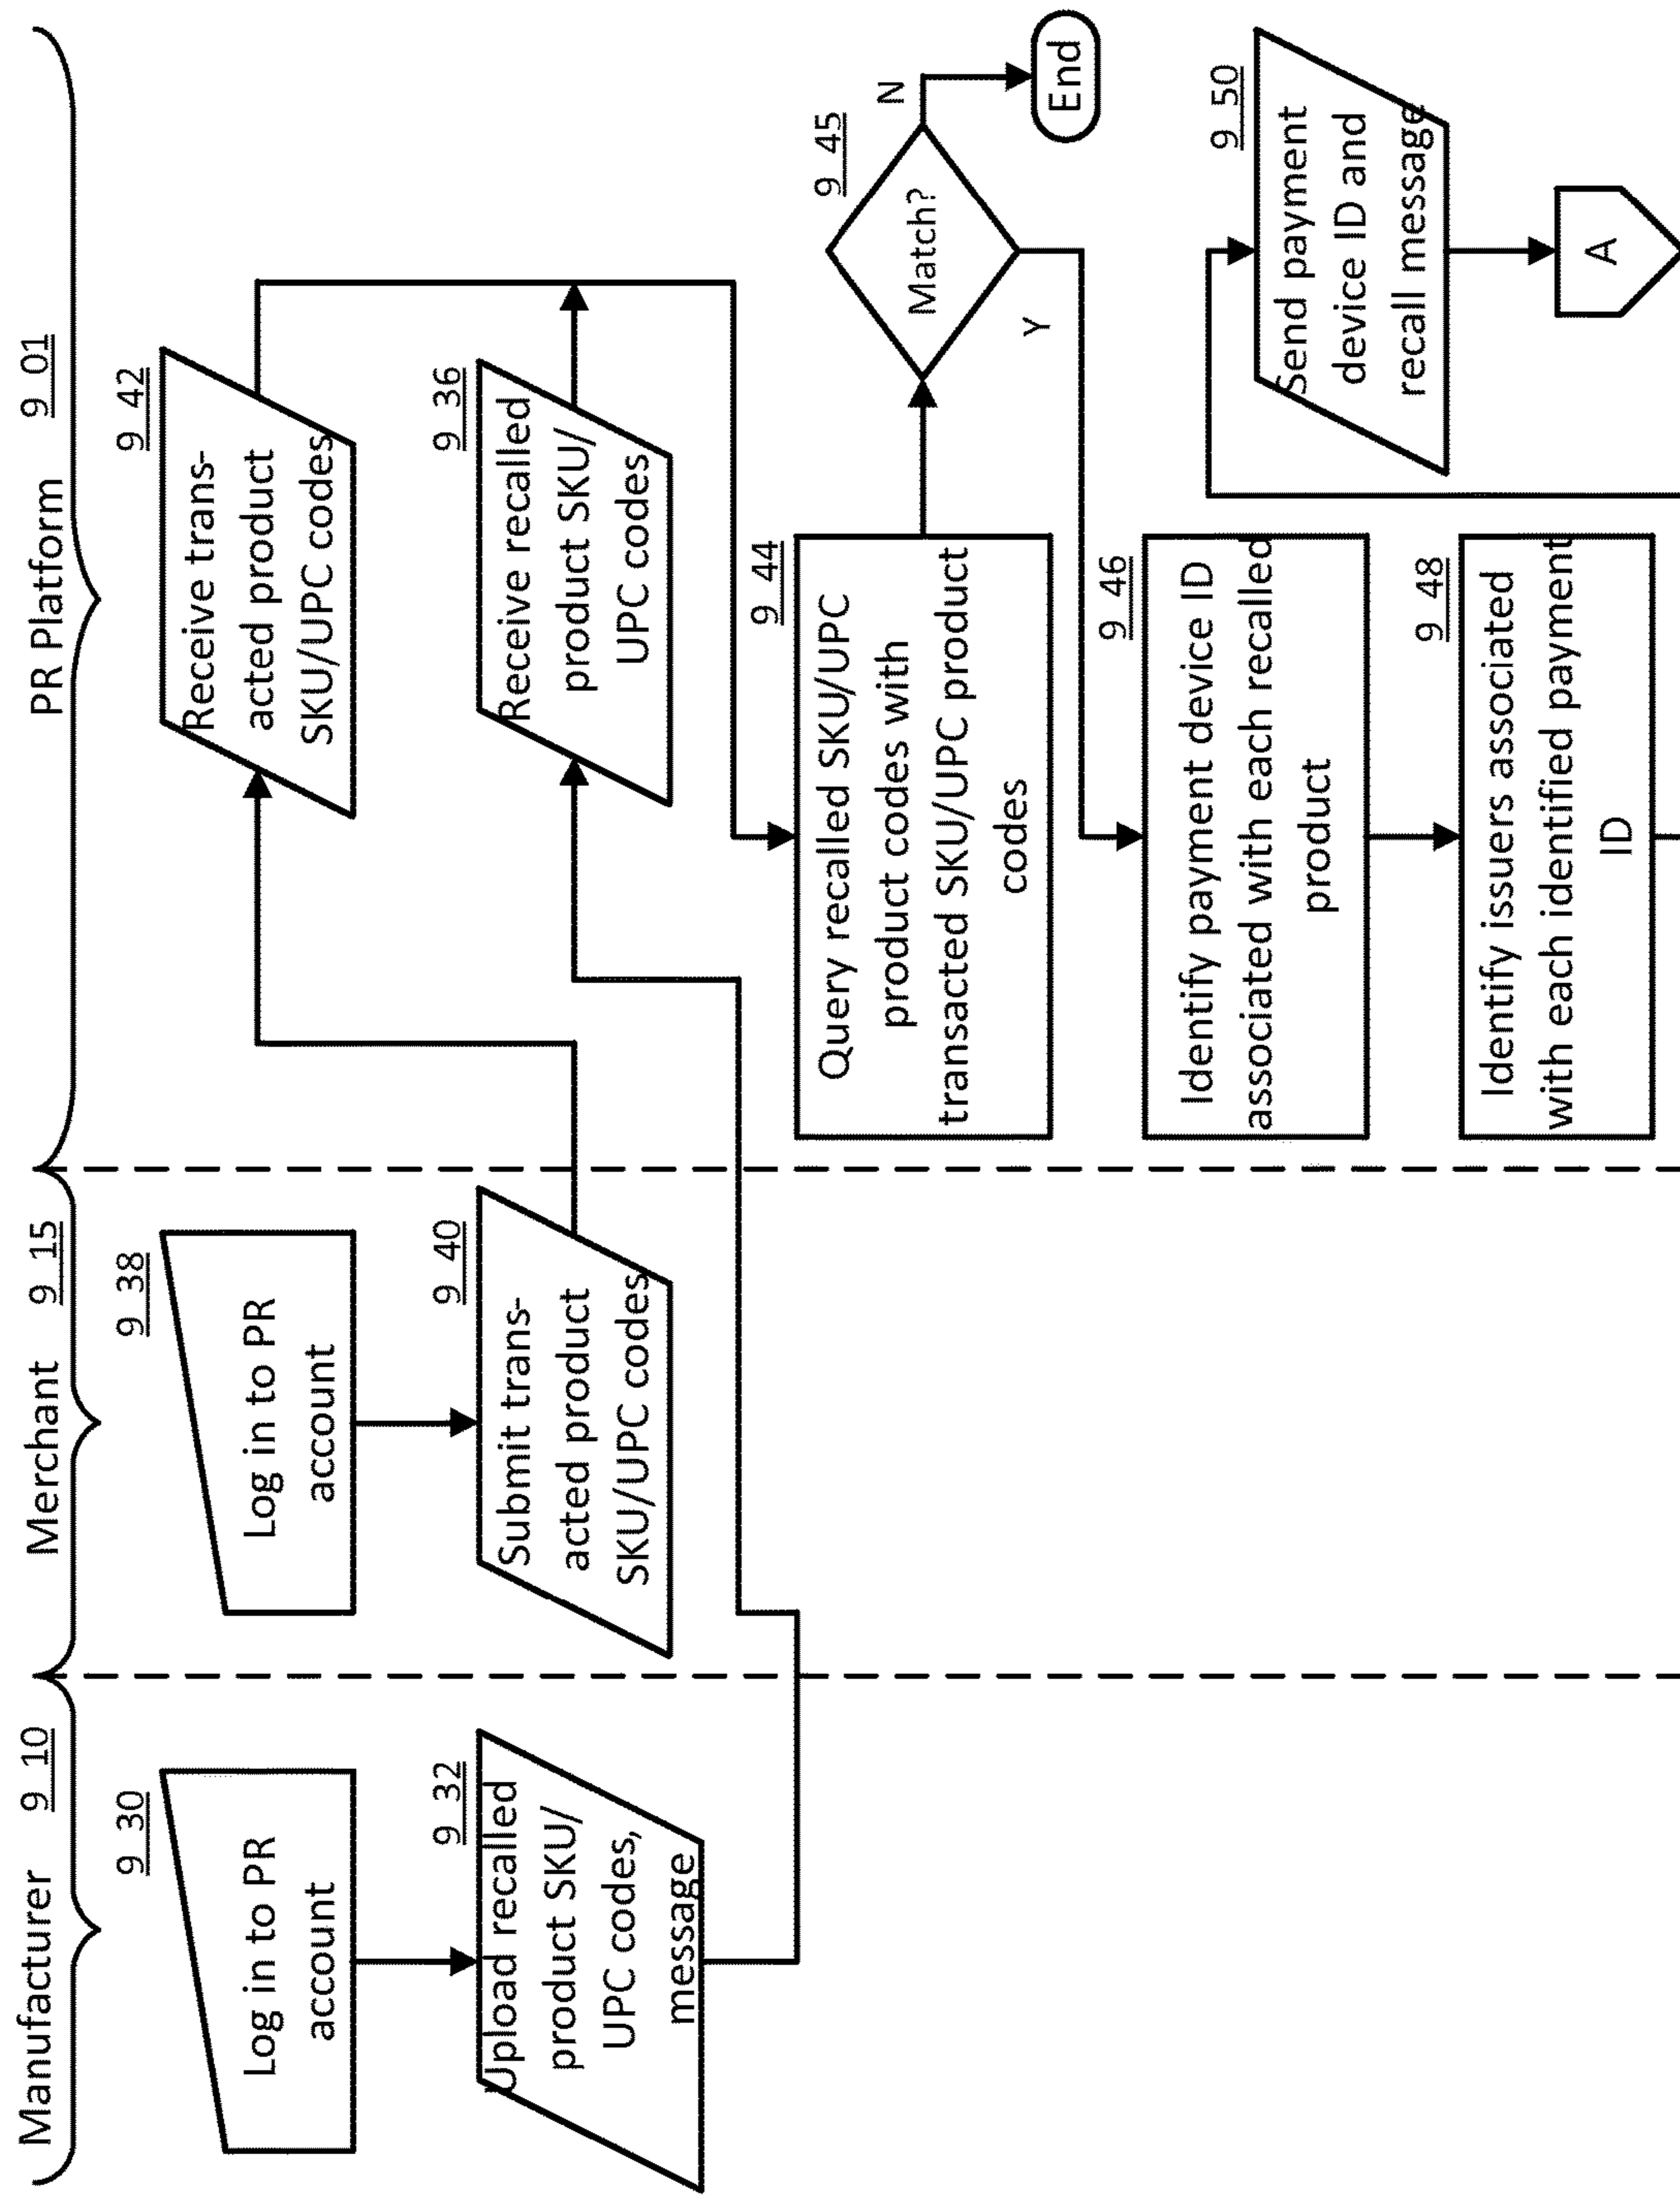 Manufacturer 9 10
Merchant 9 15
PR Platform 9 01
9 30
Log in to PR
account
9 32
Upload recalled
product SKU/
UPC codes,
message
9 38
Log in to PR
account
9 40
Submit trans-
acted product
SKU/UPC codes
9 42
Receive trans-
acted product
SKU/UPC codes
9 36
Receive recalled
product SKU/
UPC codes
9 44
Query recalled SKU/UPC
product codes with
transacted SKU/UPC product
codes
9 45
Match?
N
End
Y
9 46
Identify payment device ID
associated with each recalled
product
9 48
Identify issuers associated
with each identified payment
ID
9 50
Send payment
device ID and
recall message
A